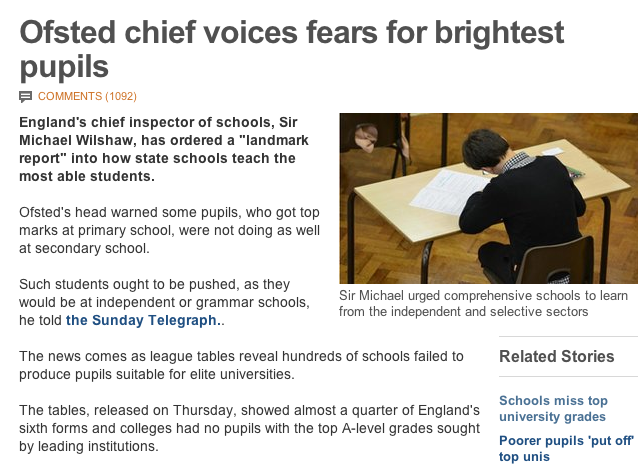 Ofsted chief voices fears for brightest
pupils
COMMENTS (1092)
England's chief inspector of schools, Sir
Michael Wilshaw, has ordered a "landmark
report" into how state schools teach the
most able students.
Ofsted's head warned some pupils, who got top
marks at primary school, were not doing as well
at secondary school.
Such students ought to be pushed, as they
would be at independent or grammar schools,
he told the Sunday Telegraph..
Sir Michael urged comprehensive schools to learn
from the independent and selective sectors
The news comes as league tables reveal hundreds of schools failed to
produce pupils suitable for elite universities.
The tables, released on Thursday, showed almost a quarter of England's
sixth forms and colleges had no pupils with the top A-level grades sought
by leading institutions.
Related Stories
Schools miss top
university grades
Poorer pupils 'put off'
top unis